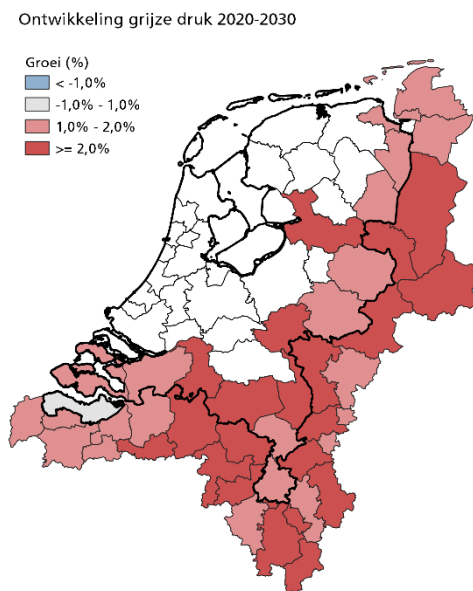 Ontwikkeling grijze druk 2020-2030
Groei (%)
< -1,0%
-1,0% - 1,0%
1,0% - 2,0%
>= 2,0%